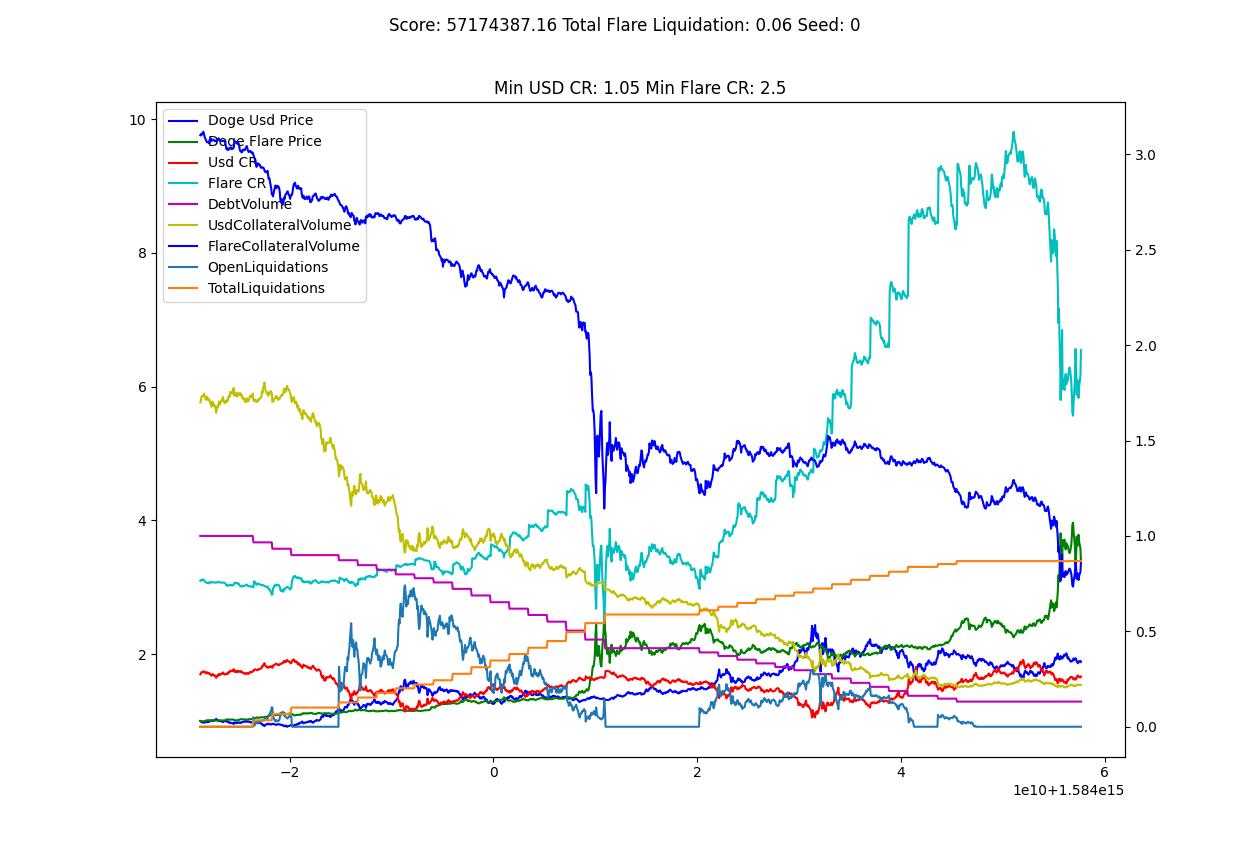 Score: 57174387.16 Total Flare Liquidation: 0.06 Seed: 0
Min USD CR: 1.05 Min Flare CR: 2.5
Doge Usd Price
Doge Flare Price
Usd CR
Flare CR
DebtVolume
UsdCollateralVolume
FlareCollateralVolume
OpenLiquidations
TotalLiquidations
10
8
6
4
2
3.0
2.5
2.0
1.5
1.0
0.5
0.0
−2
0
2
4
6
1e10+1.584e15